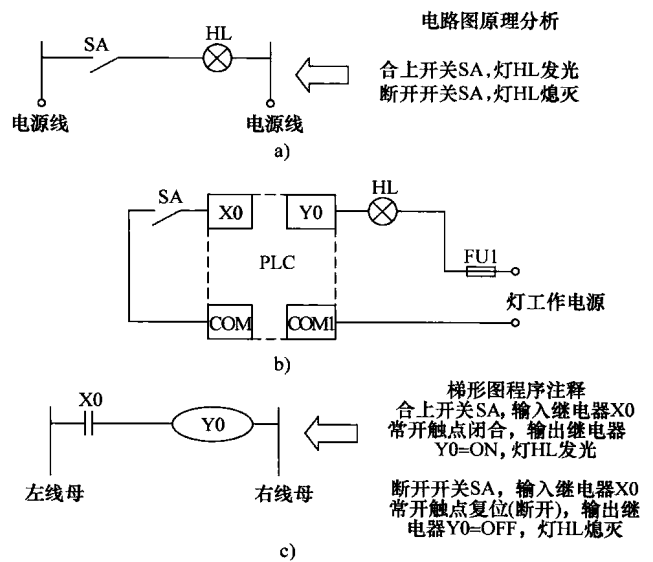 电路图原理分析
SA
HL
合上开关SA,灯HL发光
断开开关SA,灯HL熄灭
电源线
电源线
a)
SA
X0
Y0
HL
PLC
FU1
灯工作电源
COM
COM1
b)
梯形图程序注释
X0
Y0
合上开关SA,输入继电器X0
常开触点闭合，输出继电器
Y0=ON,灯HL发光
左线母
右线母
断开开关SA，输入继电器X0
常开触点复位(断开)，输出继
电器Y0=OFF，灯HL熄灭
c)